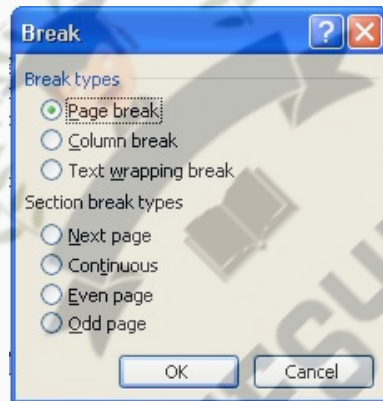 Break
Break types
Page break
Column break
Text wrapping break
Section break types
Next page
Continuous
Even page
Odd page
OK Cancel